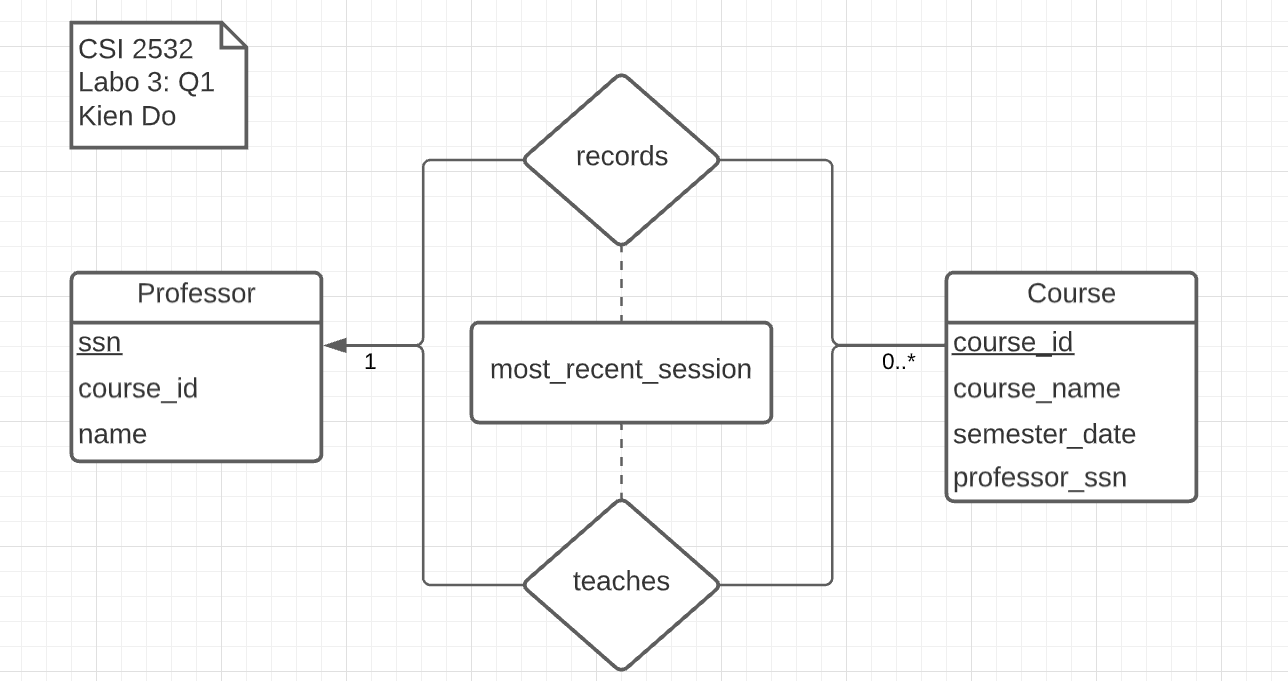 CSI 2532
Labo 3: Q1
Kien Do
records
Professor
ssn
course_id
name
1
most_recent_session
0..*
Course
course_id
course_name
semester_date
professor_ssn
teaches